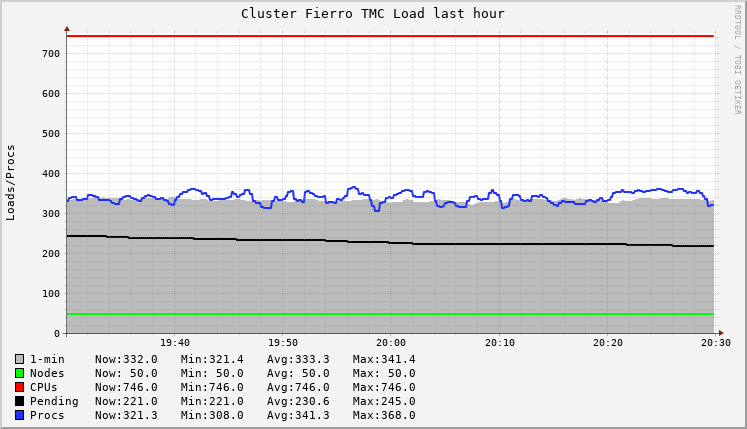 Cluster Fierro TMC Load last hour
RRDTOOL / TOBI OETIKER
Loads/Procs
700
600
500
400
300
200
100
0
19:40 19:50 20:00 20:10 20:20 20:30
1-min Now:332.0 Min:321.4 Avg:333.3 Max:341.4
Nodes Now: 50.0 Min: 50.0 Avg: 50.0 Max: 50.0
CPUs Now:746.0 Min:746.0 Avg:746.0 Max:746.0
Pending Now:221.0 Min:221.0 Avg:230.6 Max:245.0
Procs Now:321.3 Min:308.0 Avg:341.3 Max:368.0